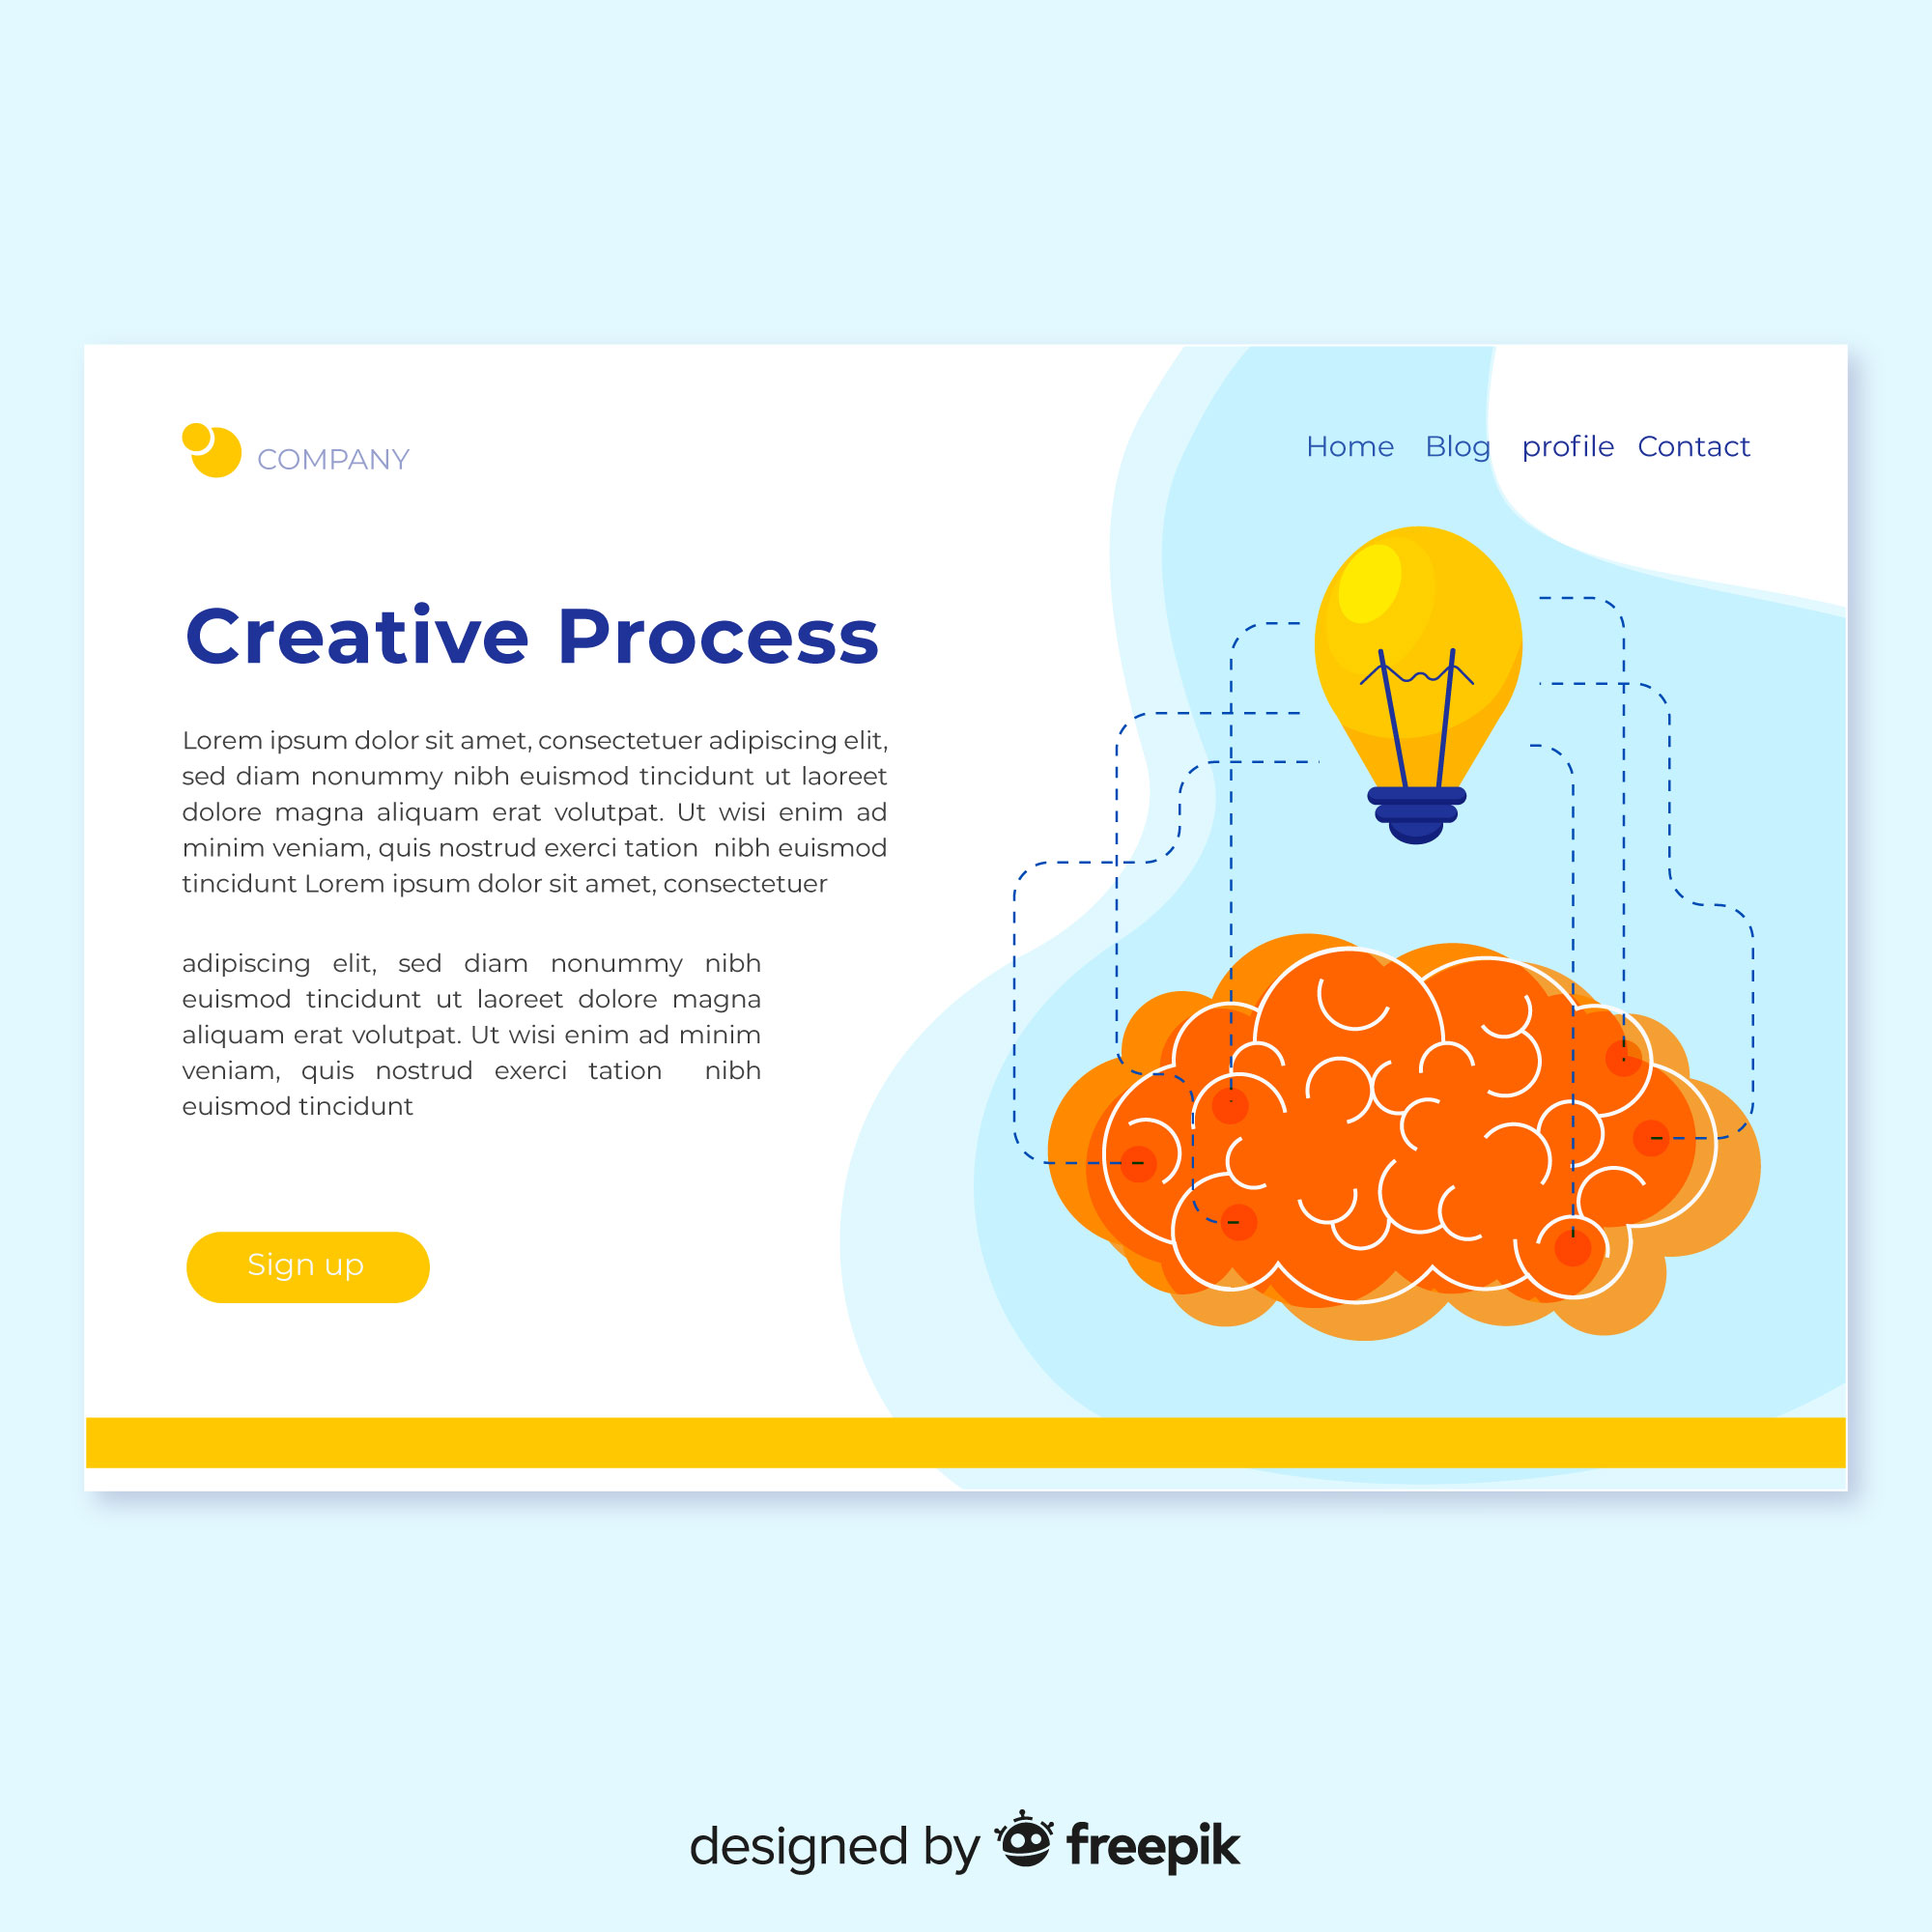 COMPANY
Home Blog profile Contact
Creative Process
Lorem ipsum dolor sit amet, consectetuer adipiscing elit,
sed diam nonummy nibh euismod tincidunt ut laoreet
dolore magna aliquam erat volutpat. Ut wisi enim ad
minim veniam, quis nostrud exerci tation nibh euismod
tincidunt Lorem ipsum dolor sit amet, consectetuer
adipiscing elit, sed diam nonummy nibh
euismod tincidunt ut laoreet dolore magna
aliquam erat volutpat. Ut wisi enim ad minim
veniam, quis nostrud exerci tation nibh
euismod tincidunt
Sign up
designed by freepik